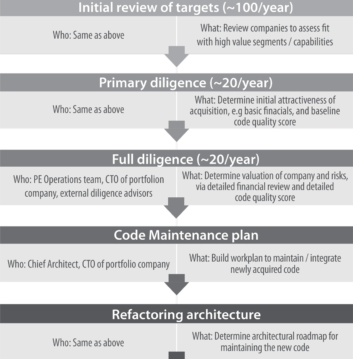 Initial review of targets (~100/year)
Who: Same as above
What: Review companies to assess fit
with high value segments / capabilities
Primary diligence (~20/year)
Who: Same as above
What: Determine initial attractiveness of
acquisition, e.g basic finacials, and baseline
code quality score
Full diligence (~20/year)
Who: PE Operations team, CTO of portfolion
company, external diligence advisors
What: Determine valuation of company and risks,
via detailed financial review and detailed
code quality score
Code Maintenance plan
Who: Chief Architect, CTO of portfolio company
What: Build workplan to maintain / integrate
newly acquired code
Refactoring architecture
Who: Same as above
What: Determine architectural roadmap for
maintaining the new code